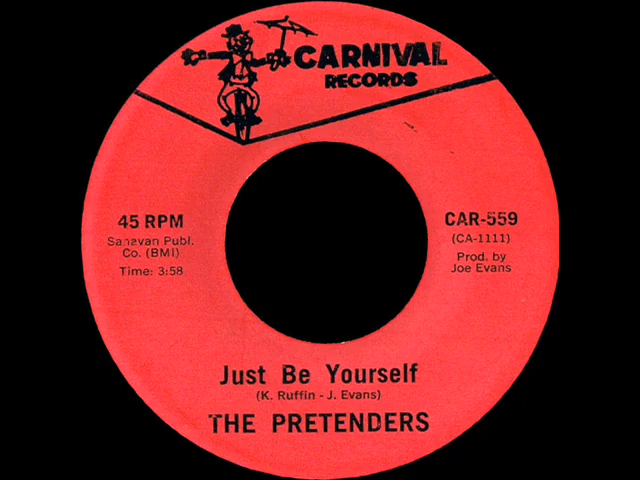 CARNIVAL
RECORDS
45 RPM
Sanavan Publ.
Co. (BMI)
Time: 3:58
CAR-559
(CA-1111)
Prod. by
Joe Evans
Just Be Yourself
(K. Ruffin - J. Evans)
THE PRETENDERS